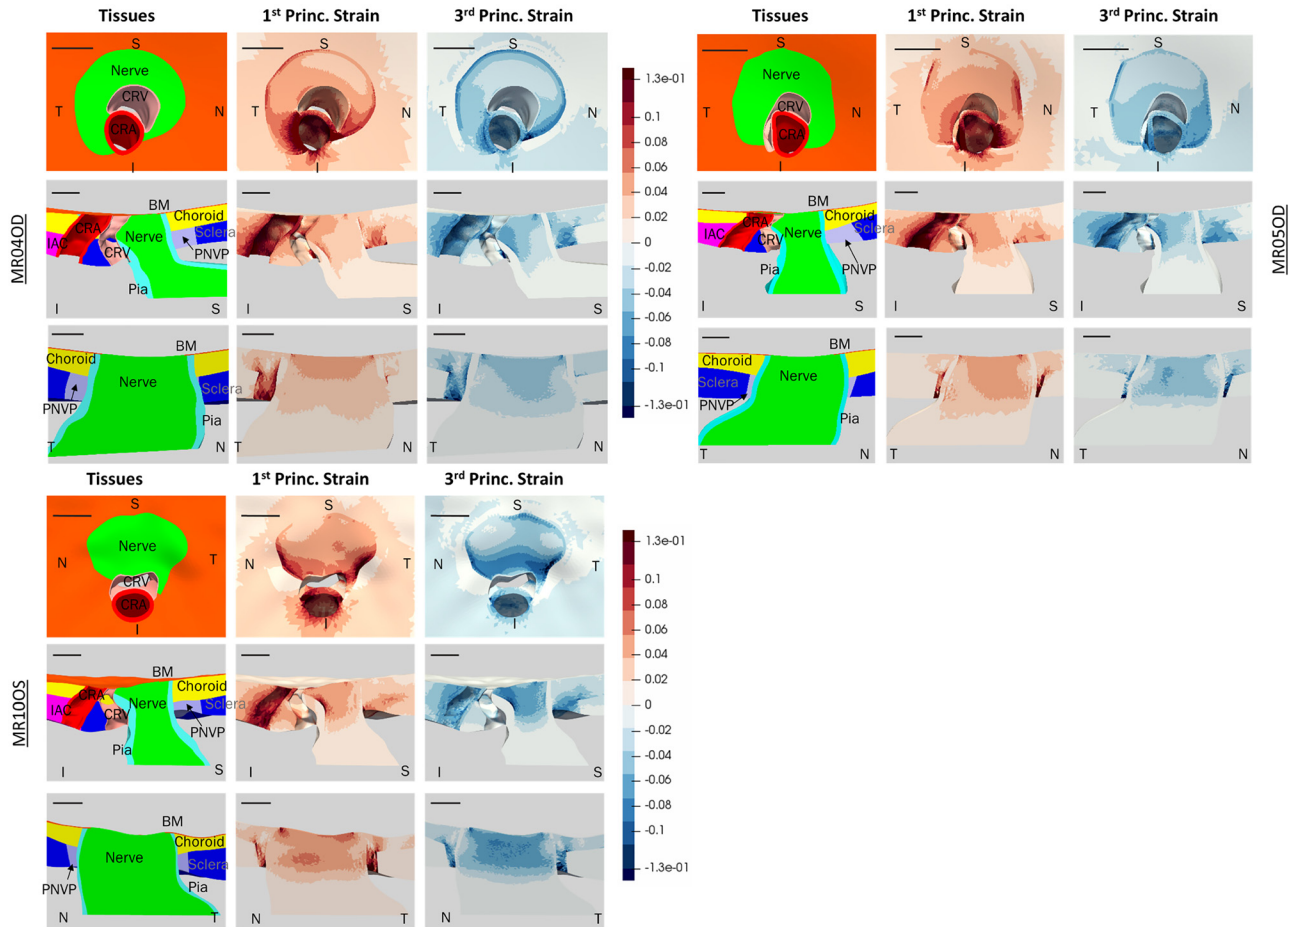 Tissues
1st Princ. Strain
3rd Princ. Strain
Tissues
1st Princ. Strain
3rd Princ. Strain
MR04OD
S
Nerve
CRV
CRA
T
N
I
S
T
N
I
S
T
N
I
BM
Choroid
CRA
IAC
Nerve
Sclera
CRV
PNVP
Pia
I
S
I
S
I
S
BM
Choroid
Nerve
Sclera
PNVP
Pia
T
N
T
N
T
N
1.3e-01
0.1
0.08
0.06
0.04
0.02
0
-0.02
-0.04
-0.06
-0.08
-0.1
-1.3e-01
MR05OD
S
Nerve
CRV
CRA
T
N
I
S
T
N
I
S
T
N
I
BM
Choroid
CRA
IAC
Nerve
Sclera
CRV
PNVP
Pia
I
S
I
S
I
S
BM
Choroid
Nerve
Sclera
PNVP
Pia
T
N
T
N
T
N
Tissues
1st Princ. Strain
3rd Princ. Strain
MR10OS
S
Nerve
CRV
CRA
N
T
I
S
N
T
I
S
N
T
I
BM
Choroid
CRA
IAC
Nerve
Sclera
CRV
PNVP
Pia
I
S
I
S
I
S
BM
Choroid
Nerve
Sclera
PNVP
Pia
N
T
N
T
N
T
1.3e-01
0.1
0.08
0.06
0.04
0.02
0
-0.02
-0.04
-0.06
-0.08
-0.1
-1.3e-01